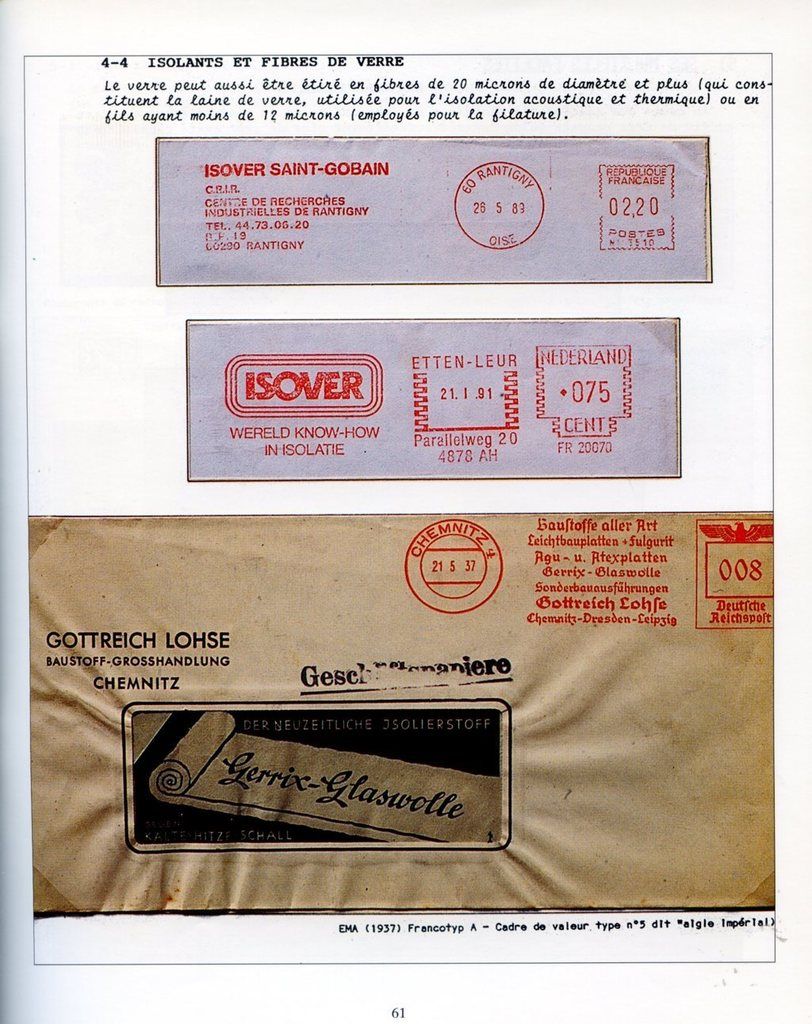 4-4 ISOLANTS ET FIBRES DE VERRE
Le verre peut aussi être étiré en fibres de 20 microns de diamètre et plus (qui cons-
tituent la laine de verre, utilisée pour l'isolation acoustique et thermique) ou en
fils ayant moins de 12 microns (employés pour la filature).
ISOVER SAINT-GOBAIN
C.R.I.R.
CENTRE DE RECHERCHES
INDUSTRIELLES DE RANTIGNY
TEL. 44.73.06.20
B.P. 19
60290 RANTIGNY
60 RANTIGNY
26 5 89
OISE
REPUBLIQUE
FRANCAISE
02,20
POSTES
ISOVER
WERELD KNOW-HOW
IN ISOLATIE
ETTEN-LEUR
21.I.91
Parallelweg 20
4878 AH
NEDERLAND
075
CENT
FR 20070
CHEMNITZ 4
21 5 37
Baustoffe aller Art
Leichtbauplatten + Fulgurit
Agu- u. Atexplatten
Gerrix-Glaswolle
Sonderbauausführungen
Gottreich Lohse
Chemnitz-Dresden-Leipzig
008
Deutsche
Reichspost
GOTTREICH LOHSE
BAUSTOFF-GROSSHANDLUNG
CHEMNITZ
Geschäftspapiere
DER NEUZEITLICHE ISOLIERSTOFF
Gerrix-Glaswolle
GEGEN
KÄLTE·HITZE SCHALL
EMA (1937) Francotyp A - Cadre de valeur type n°5 dit "aigle impérial)
61